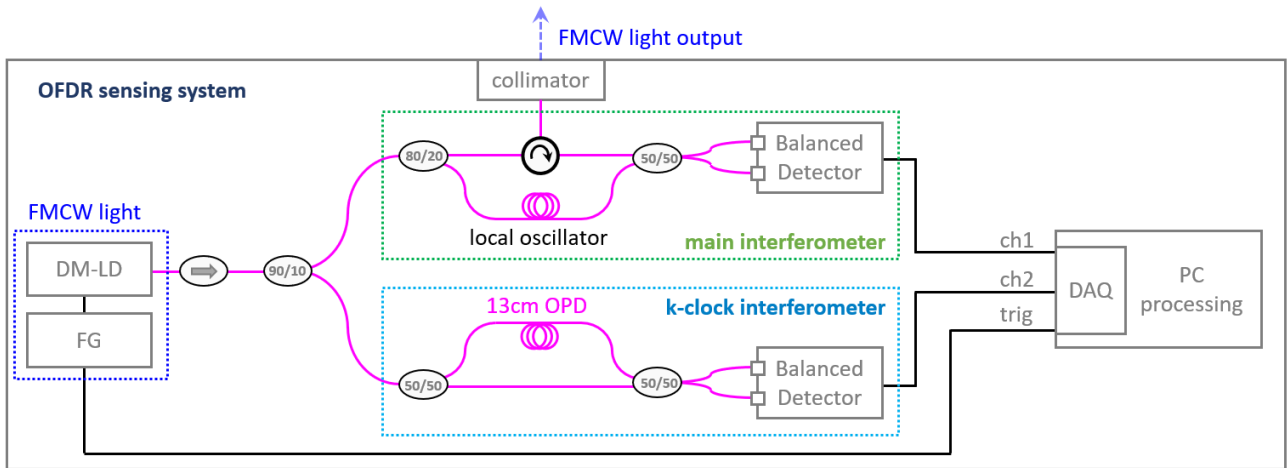 FMCW light output
OFDR sensing system
collimator
80/20
50/50
Balanced
Detector
local oscillator
main interferometer
FMCW light
DM-LD
FG
90/10
13cm OPD
k-clock interferometer
50/50
50/50
Balanced
Detector
ch1
ch2
trig
DAQ
PC
processing